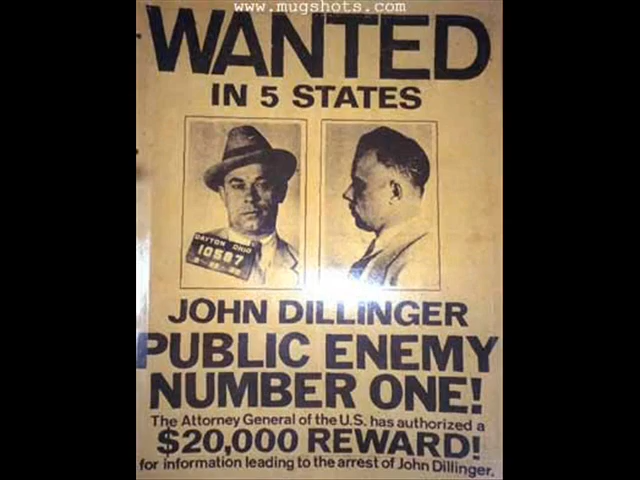 www.mugshots.com
WANTED
IN 5 STATES
DAYTON OHIO
10587
JOHN DILLINGER
PUBLIC ENEMY
NUMBER ONE!
The Attorney General of the U.S. has authorized a
$20,000 REWARD!
for information leading to the arrest of John Dillinger.